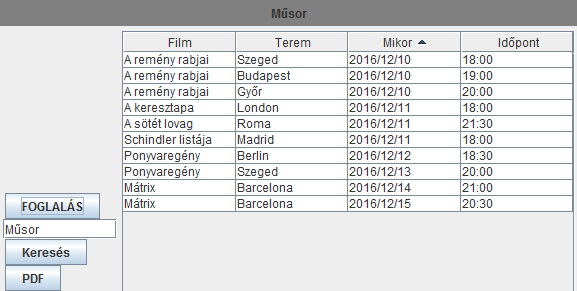 Műsor
Film Terem Mikor Időpont
A remény rabjai Szeged 2016/12/10 18:00
A remény rabjai Budapest 2016/12/10 19:00
A remény rabjai Győr 2016/12/10 20:00
A keresztapa London 2016/12/11 18:00
A sötét lovag Roma 2016/12/11 21:30
Schindler listája Madrid 2016/12/11 18:00
Ponyvaregény Berlin 2016/12/12 18:30
Ponyvaregény Szeged 2016/12/13 20:00
Mátrix Barcelona 2016/12/14 21:00
Mátrix Barcelona 2016/12/15 20:30
FOGLALÁS
Műsor
Keresés
PDF